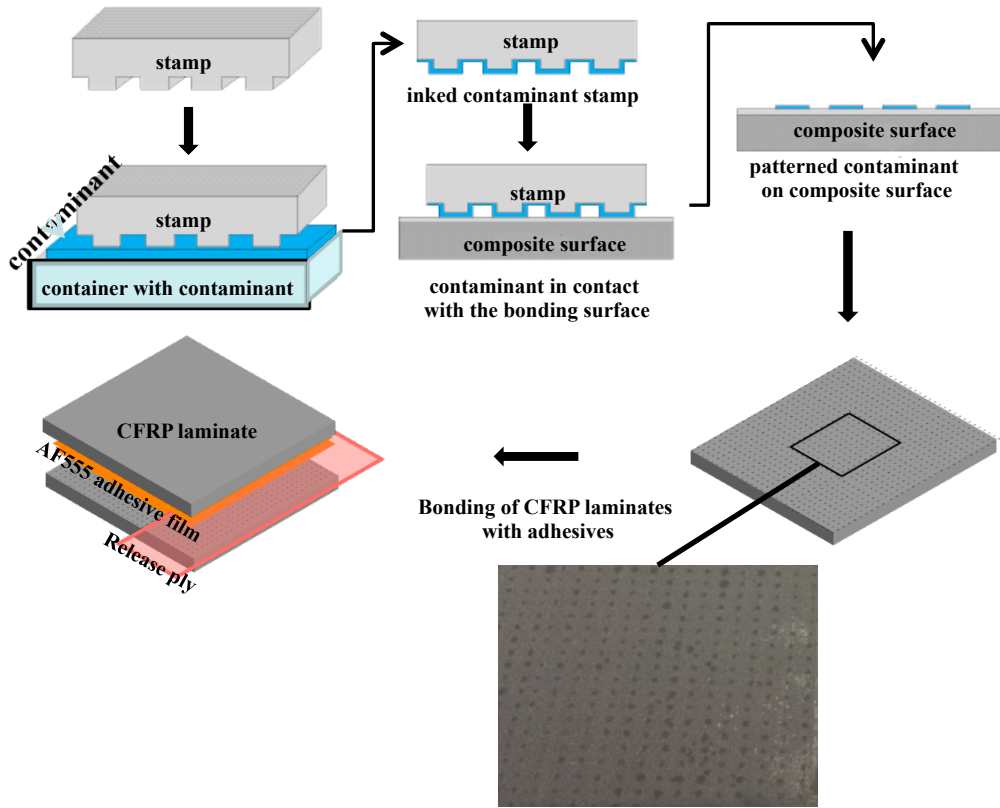 stamp
contaminant
stamp
container with contaminant
stamp
inked contaminant stamp
stamp
composite surface
contaminant in contact
with the bonding surface
composite surface
patterned contaminant
on composite surface
CFRP laminate
AF555 adhesive film
Release ply
Bonding of CFRP laminates
with adhesives